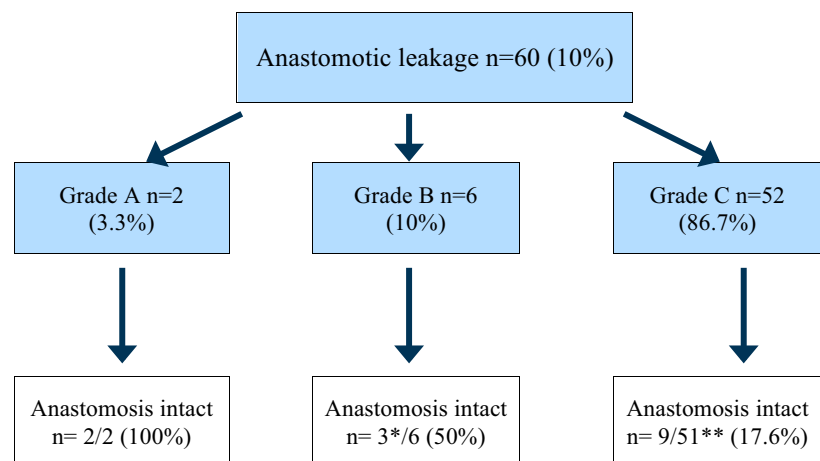 Anastomotic leakage n=60 (10%)
Grade A n=2
(3.3%)
Grade B n=6
(10%)
Grade C n=52
(86.7%)
Anastomosis intact
n= 2/2 (100%)
Anastomosis intact
n= 3*/6 (50%)
Anastomosis intact
n= 9/51** (17.6%)